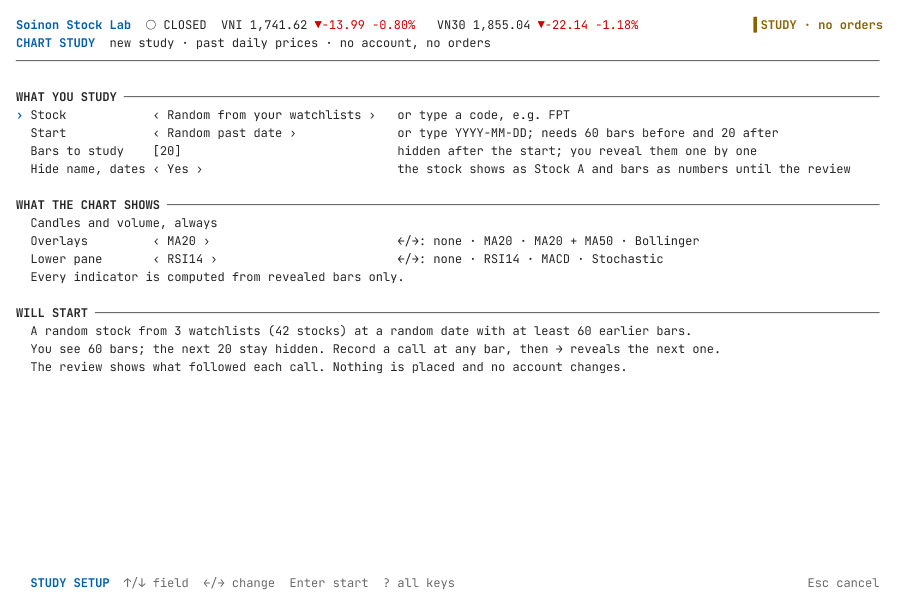 Soinon Stock Lab ○ CLOSED VNI 1,741.62 ▼-13.99 -0.80% VN30 1,855.04 ▼-22.14 -1.18% STUDY · no orders
CHART STUDY new study · past daily prices · no account, no orders
WHAT YOU STUDY
› Stock ‹ Random from your watchlists › or type a code, e.g. FPT
Start ‹ Random past date › or type YYYY-MM-DD; needs 60 bars before and 20 after
Bars to study [20] hidden after the start; you reveal them one by one
Hide name, dates ‹ Yes › the stock shows as Stock A and bars as numbers until the review
WHAT THE CHART SHOWS
Candles and volume, always
Overlays ‹ MA20 › ←/→: none · MA20 · MA20 + MA50 · Bollinger
Lower pane ‹ RSI14 › ←/→: none · RSI14 · MACD · Stochastic
Every indicator is computed from revealed bars only.
WILL START
A random stock from 3 watchlists (42 stocks) at a random date with at least 60 earlier bars.
You see 60 bars; the next 20 stay hidden. Record a call at any bar, then → reveals the next one.
The review shows what followed each call. Nothing is placed and no account changes.
STUDY SETUP ↑/↓ field ←/→ change Enter start ? all keys Esc cancel